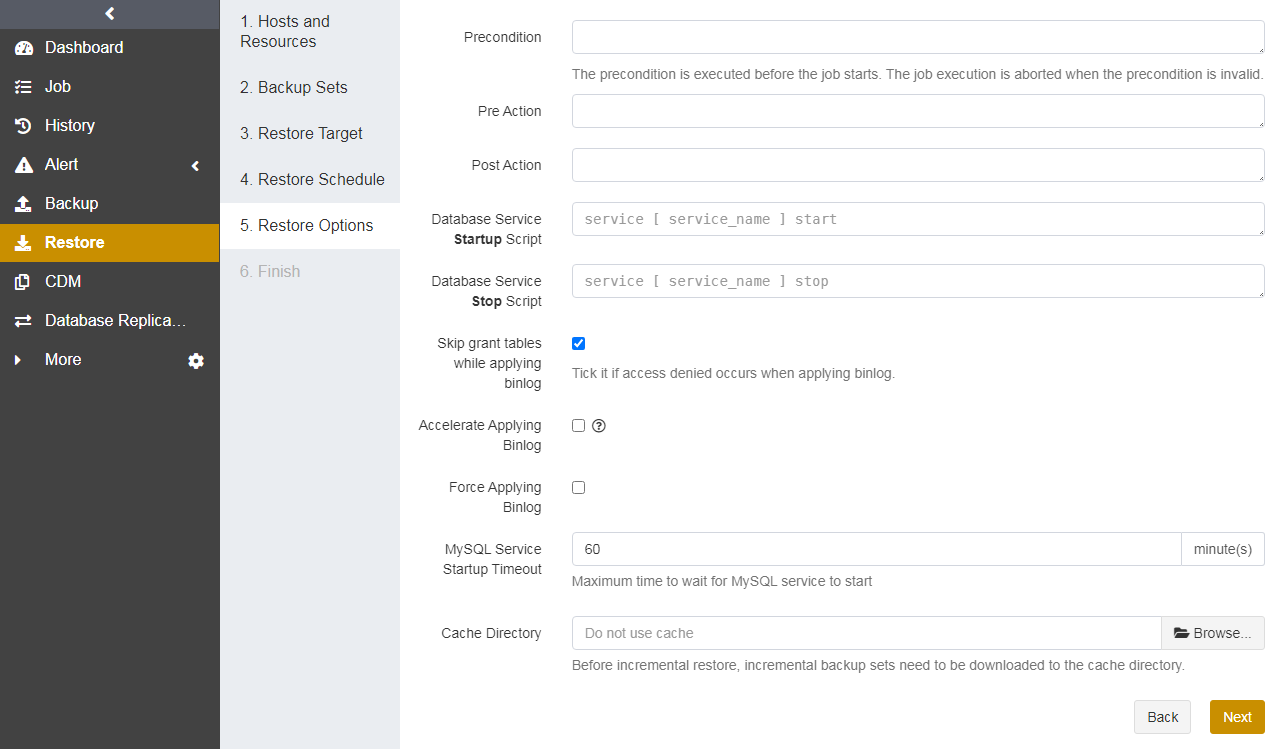 Dashboard
Job
History
Alert
Backup
Restore
CDM
Database Replica...
More
1. Hosts and
Resources
2. Backup Sets
3. Restore Target
4. Restore Schedule
5. Restore Options
6. Finish
Precondition
The precondition is executed before the job starts. The job execution is aborted when the precondition is invalid.
Pre Action
Post Action
Database Service
Startup Script
service [ service_name ] start
Database Service
Stop Script
service [ service_name ] stop
Skip grant tables
while applying
binlog
Tick it if access denied occurs when applying binlog.
Accelerate Applying
Binlog
Force Applying
Binlog
MySQL Service
Startup Timeout
60
minute(s)
Maximum time to wait for MySQL service to start
Cache Directory
Do not use cache
Browse...
Before incremental restore, incremental backup sets need to be downloaded to the cache directory.
Back
Next